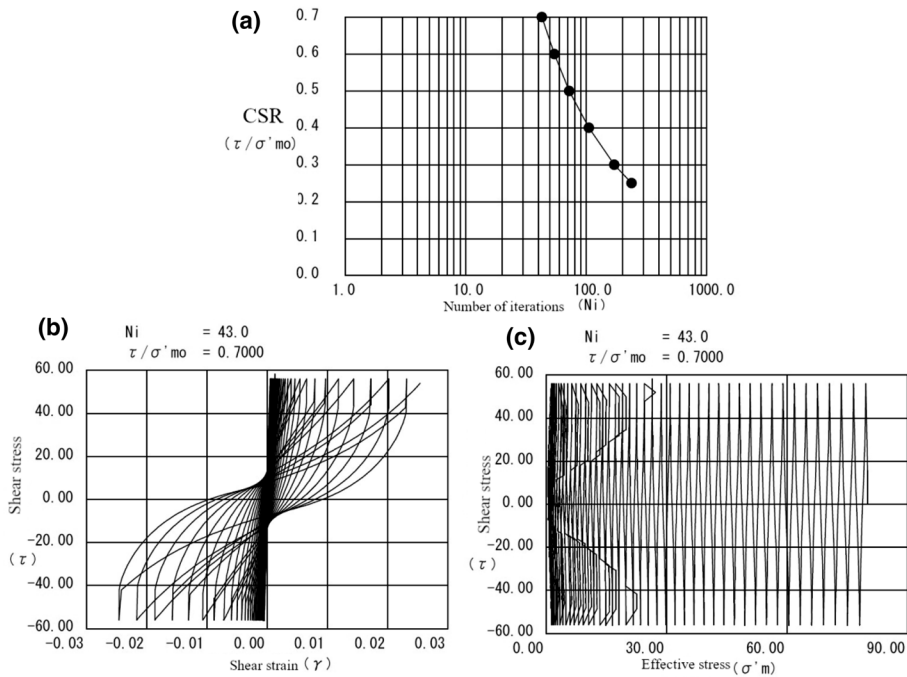 (a)
0.7
0.6
0.5
CSR
0.4
(τ/σ'mo)
0.3
0.2
0.1
0.0
1.0 10.0 100.0 1000.0
Number of iterations (Ni)
(b)
Ni = 43.0
τ/σ'mo = 0.7000
60.00
40.00
20.00
0.00
-20.00
-40.00
-60.00
Shear stress
(τ)
-0.03 -0.02 -0.01 0.00 0.01 0.02 0.03
Shear strain (γ)
(c)
Ni = 43.0
τ/σ'mo = 0.7000
60.00
40.00
20.00
0.00
-20.00
-40.00
-60.00
Shear stress
(τ)
0.00 30.00 60.00 90.00
Effective stress (σ'm)